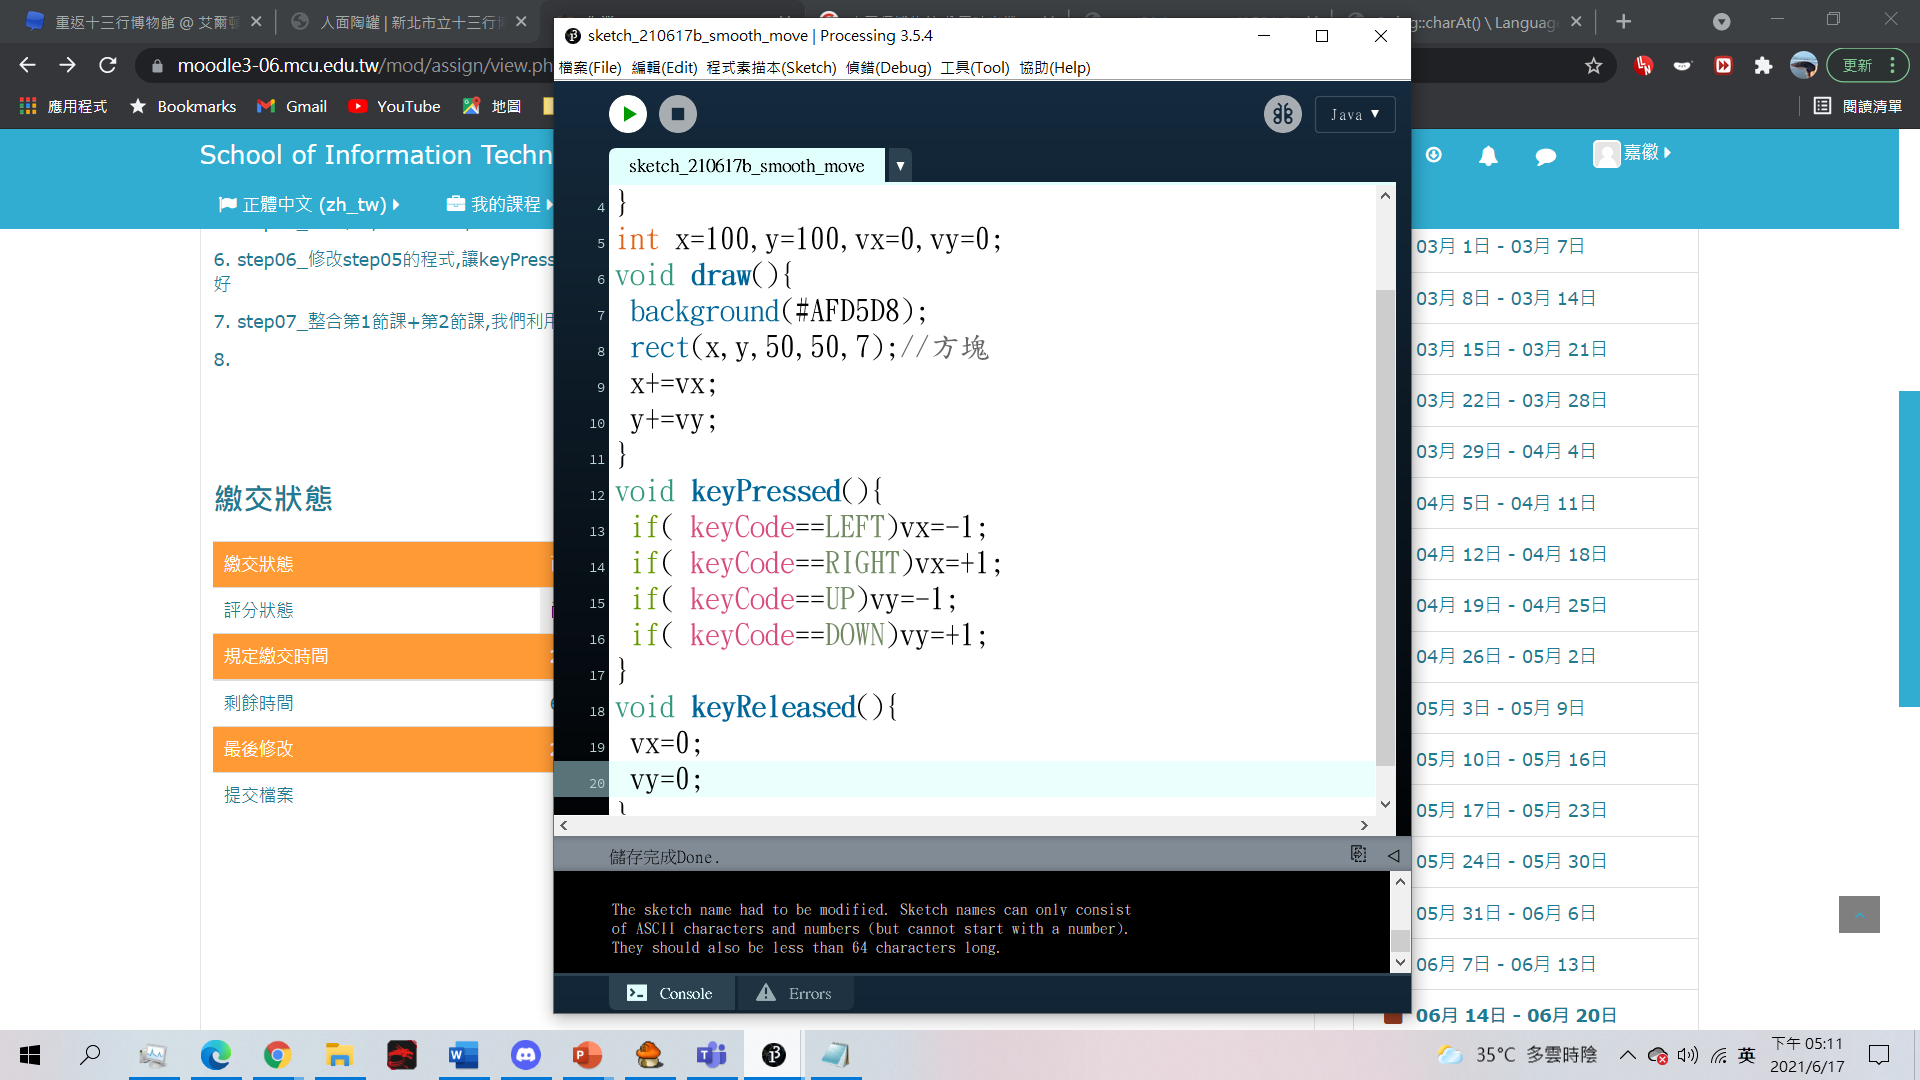 重返十三行博物館 @ 艾爾
人面陶罐 | 新北市立十三行
::charAt() \ Language
moodle3-06.mcu.edu.tw/mod/assign/view.ph
更新
應用程式
Bookmarks
Gmail
YouTube
地圖
閱讀清單
School of Information Techn
嘉徽
正體中文 (zh_tw)
我的課程
6. step06_修改step05的程式,讓keyPress
好
7. step07_整合第1節課+第2節課,我們利用
8.
繳交狀態
繳交狀態
評分狀態
規定繳交時間
剩餘時間
最後修改
提交檔案
sketch_210617b_smooth_move | Processing 3.5.4
檔案(File) 編輯(Edit) 程式素描本(Sketch) 偵錯(Debug) 工具(Tool) 協助(Help)
Java ▼
sketch_210617b_smooth_move
4 }
5 int x=100,y=100,vx=0,vy=0;
6 void draw(){
7 background(#AFD5D8);
8 rect(x,y,50,50,7);//方塊
9 x+=vx;
10 y+=vy;
11 }
12 void keyPressed(){
13 if( keyCode==LEFT)vx=-1;
14 if( keyCode==RIGHT)vx=+1;
15 if( keyCode==UP)vy=-1;
16 if( keyCode==DOWN)vy=+1;
17 }
18 void keyReleased(){
19 vx=0;
20 vy=0;
}
儲存完成Done.
The sketch name had to be modified. Sketch names can only consist
of ASCII characters and numbers (but cannot start with a number).
They should also be less than 64 characters long.
Console
Errors
03月 1日 - 03月 7日
03月 8日 - 03月 14日
03月 15日 - 03月 21日
03月 22日 - 03月 28日
03月 29日 - 04月 4日
04月 5日 - 04月 11日
04月 12日 - 04月 18日
04月 19日 - 04月 25日
04月 26日 - 05月 2日
05月 3日 - 05月 9日
05月 10日 - 05月 16日
05月 17日 - 05月 23日
05月 24日 - 05月 30日
05月 31日 - 06月 6日
06月 7日 - 06月 13日
06月 14日 - 06月 20日
35°C 多雲時陰
英
下午 05:11
2021/6/17